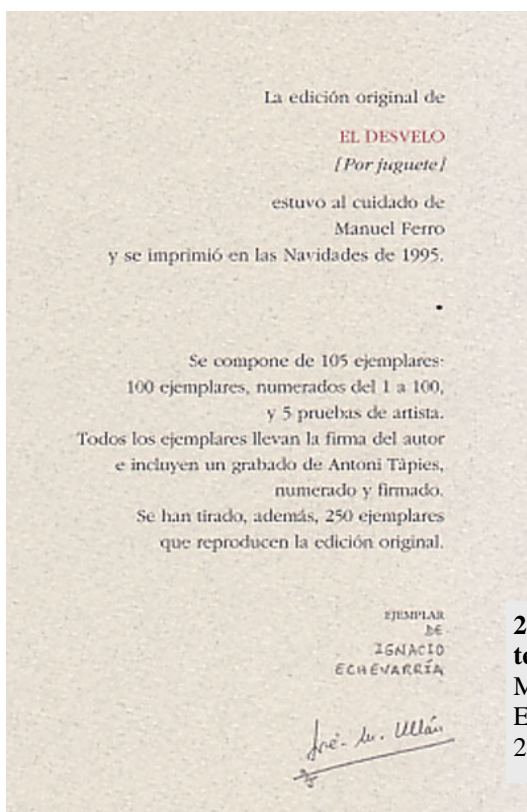 La edición original de
EL DESVELO
[Por juguete]
estuvo al cuidado de
Manuel Ferro
y se imprimió en las Navidades de 1995.
•
Se compone de 105 ejemplares:
100 ejemplares, numerados del 1 a 100,
y 5 pruebas de artista.
Todos los ejemplares llevan la firma del autor
e incluyen un grabado de Antoni Tàpies,
numerado y firmado.
Se han tirado, además, 250 ejemplares
que reproducen la edición original.
EJEMPLAR
DE
IGNACIO
ECHEVARRÍA
José-M. Ullán
2
to
M
E
2